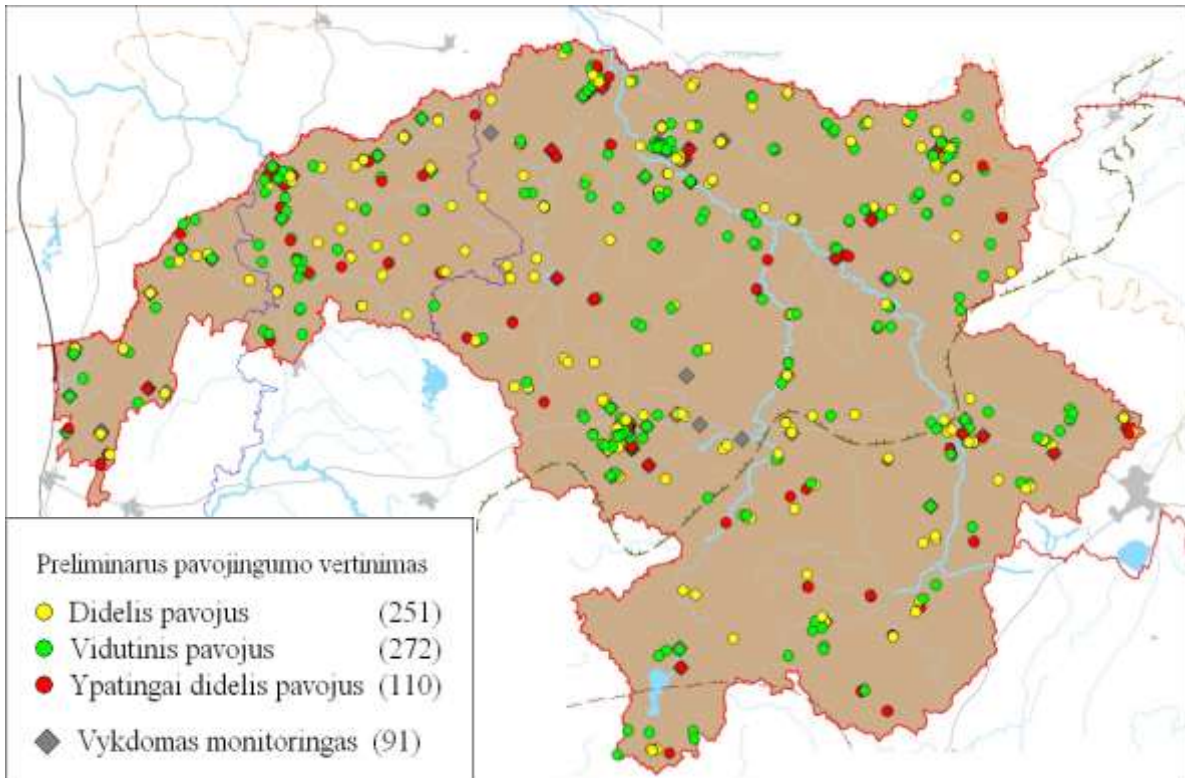 Preliminarus pavojingumo vertinimas
Didelis pavojus (251)
Vidutinis pavojus (272)
Ypatingai didelis pavojus (110)
Vykdomas monitoringas (91)